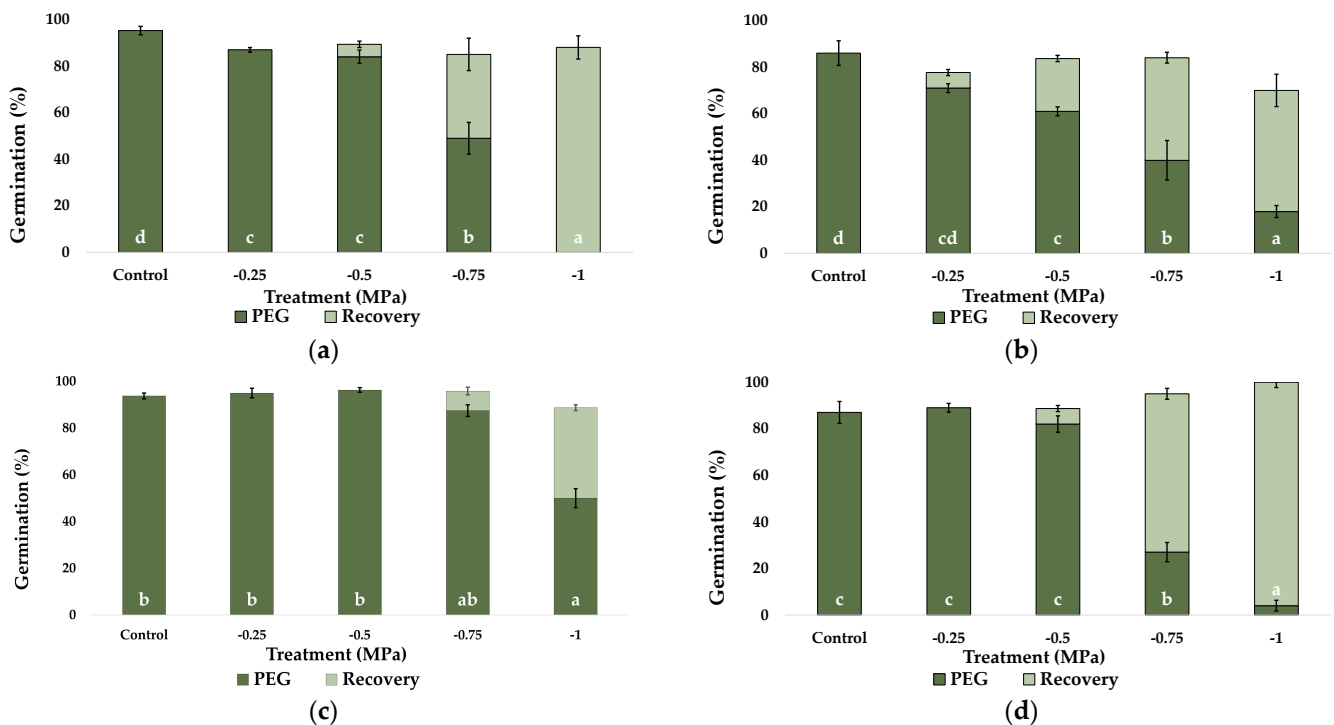 100
80
60
40
20
0
Germination (%)
d
c
c
b
a
Control
-0.25
-0.5
-0.75
-1
Treatment (MPa)
PEG Recovery
(a)
100
80
60
40
20
0
Germination (%)
d
cd
c
b
a
Control
-0.25
-0.5
-0.75
-1
Treatment (MPa)
PEG Recovery
(b)
100
80
60
40
20
0
Germination (%)
b
b
b
ab
a
Control
-0.25
-0.5
-0.75
-1
Treatment (MPa)
PEG Recovery
(c)
100
80
60
40
20
0
Germination (%)
c
c
c
b
a
Control
-0.25
-0.5
-0.75
-1
Treatment (MPa)
PEG Recovery
(d)